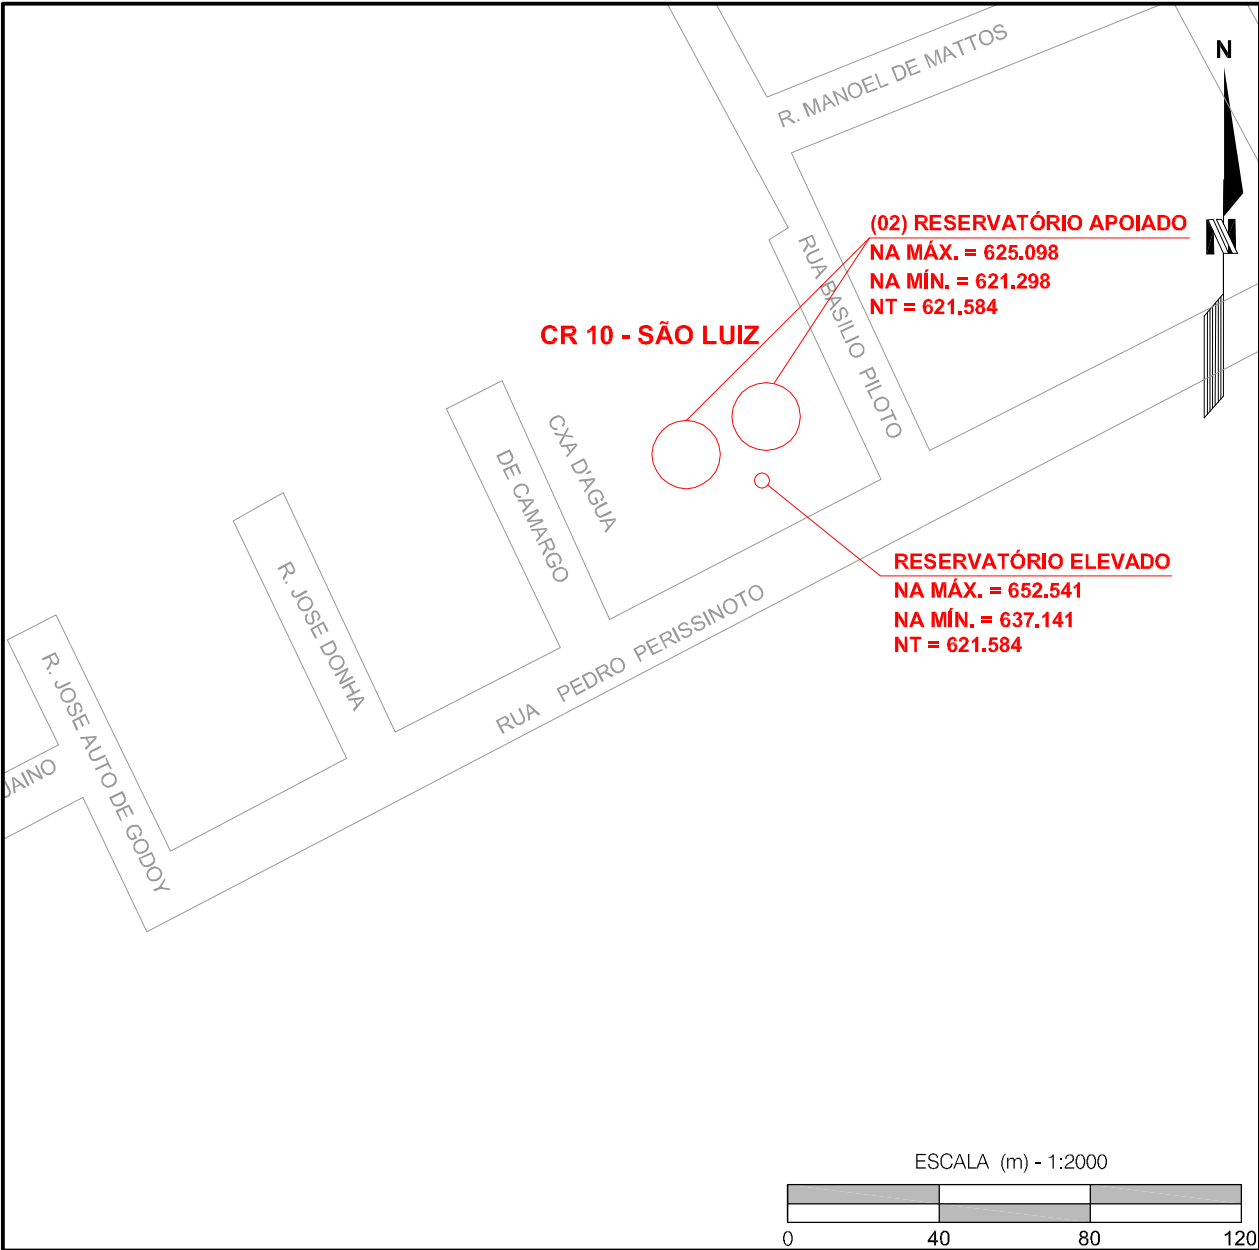 N
R. MANOEL DE MATTOS
(02) RESERVATÓRIO APOIADO
NA MÁX. = 625.098
NA MÍN. = 621.298
NT = 621.584
N
RUA BASILIO PILOTO
CR 10 - SÃO LUIZ
CXA D'AGUA
DE CAMARGO
RESERVATÓRIO ELEVADO
NA MÁX. = 652.541
NA MÍN. = 637.141
NT = 621.584
R. JOSE DONHA
RUA PEDRO PERISSINOTO
R. JOSE AUTO DE GODOY
JAINO
ESCALA (m) - 1:2000
0 40 80 120